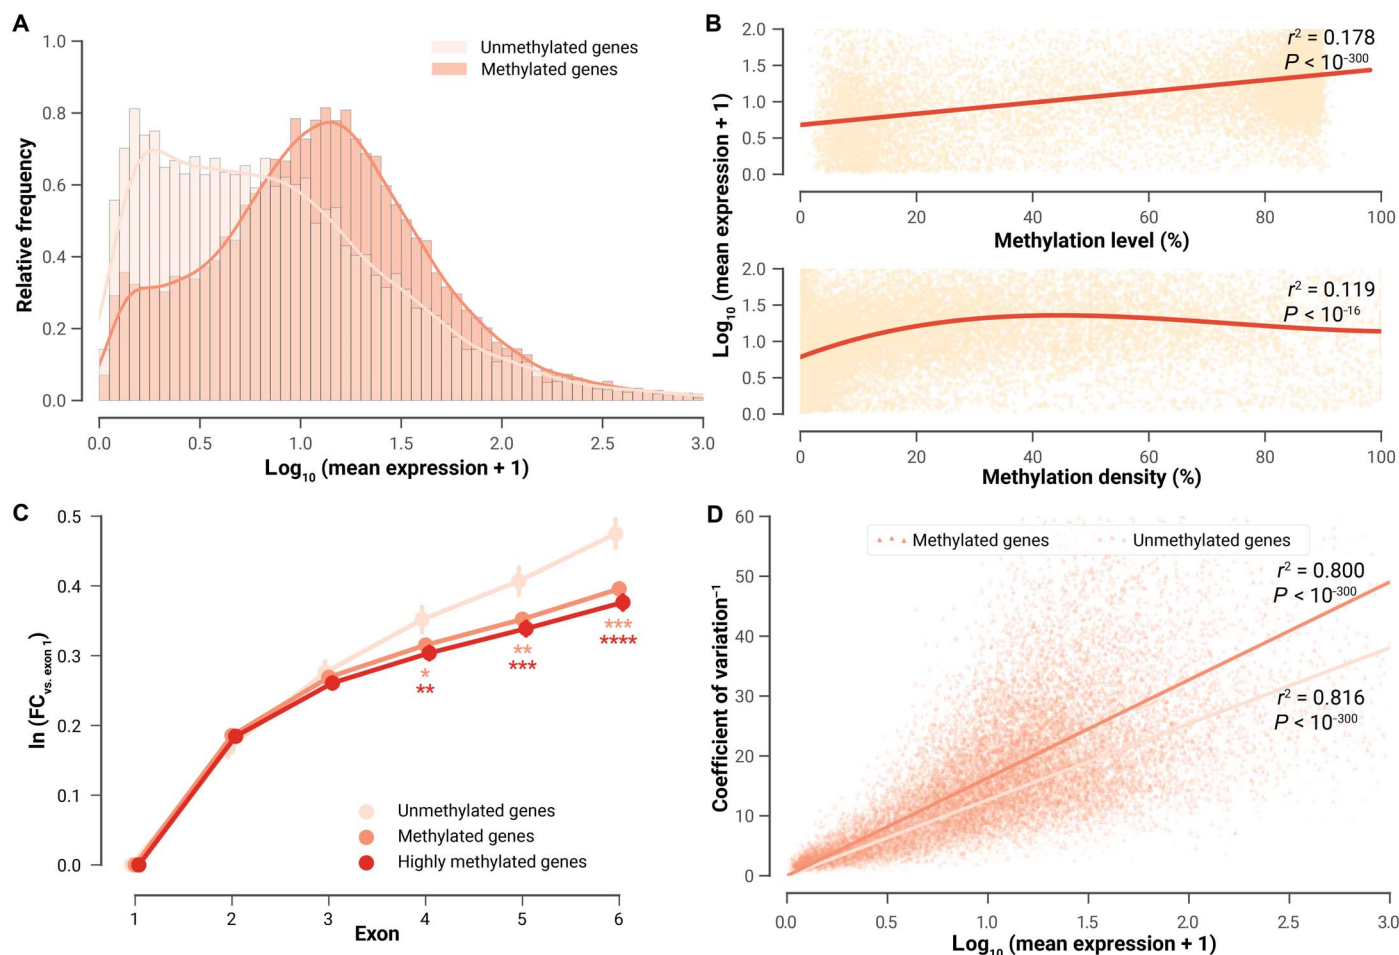 A
Unmethylated genes
Methylated genes
Relative frequency
1.0
0.8
0.6
0.4
0.2
0.0
0.0 0.5 1.0 1.5 2.0 2.5 3.0
Log₁₀ (mean expression + 1)
B
Log₁₀ (mean expression + 1)
2.0
1.5
1.0
0.5
0.0
r² = 0.178
P < 10⁻³⁰⁰
0 20 40 60 80 100
Methylation level (%)
2.0
1.5
1.0
0.5
0.0
r² = 0.119
P < 10⁻¹⁶
0 20 40 60 80 100
Methylation density (%)
C
ln (FC vs. exon 1)
0.5
0.4
0.3
0.2
0.1
0.0
*
**
**
***
***
****
Unmethylated genes
Methylated genes
Highly methylated genes
1 2 3 4 5 6
Exon
D
Coefficient of variation⁻¹
60
50
40
30
20
10
0
Methylated genes Unmethylated genes
r² = 0.800
P < 10⁻³⁰⁰
r² = 0.816
P < 10⁻³⁰⁰
0.0 0.5 1.0 1.5 2.0 2.5 3.0
Log₁₀ (mean expression + 1)